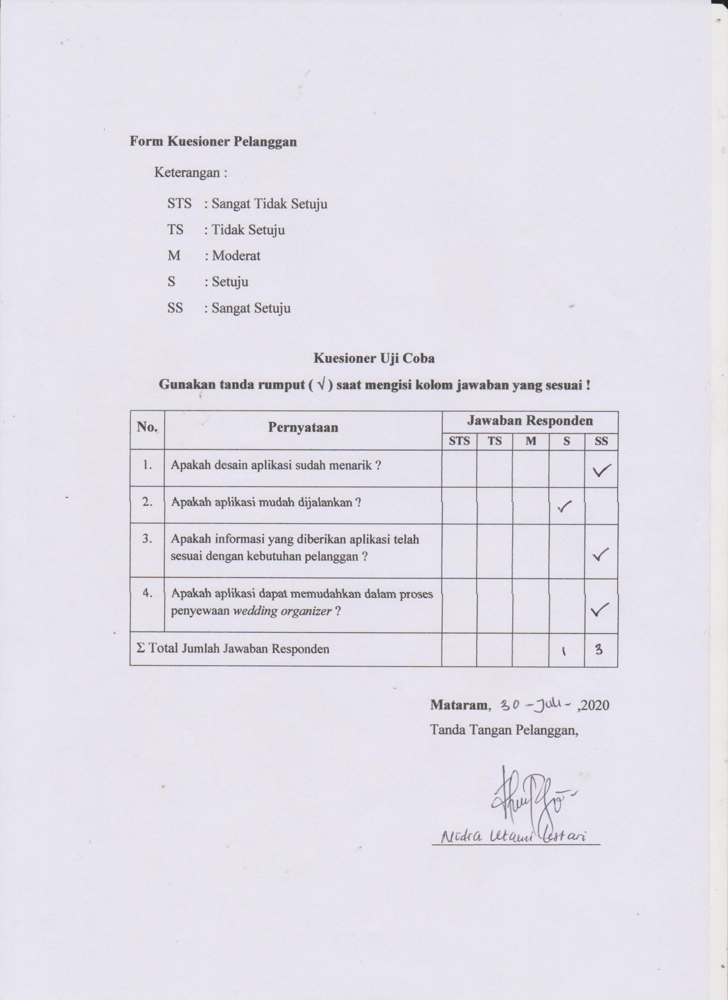 Form Kuesioner Pelanggan
Keterangan :
STS : Sangat Tidak Setuju
TS : Tidak Setuju
M : Moderat
S : Setuju
SS : Sangat Setuju
Kuesioner Uji Coba
Gunakan tanda rumput ( √ ) saat mengisi kolom jawaban yang sesuai !
No. Pernyataan Jawaban Responden
STS TS M S SS
1. Apakah desain aplikasi sudah menarik ? ✓
2. Apakah aplikasi mudah dijalankan ? ✓
3. Apakah informasi yang diberikan aplikasi telah
sesuai dengan kebutuhan pelanggan ? ✓
4. Apakah aplikasi dapat memudahkan dalam proses
penyewaan wedding organizer ? ✓
Σ Total Jumlah Jawaban Responden 1 3
Mataram, 30 - Juli - ,2020
Tanda Tangan Pelanggan,
Nidra Utami Lestari